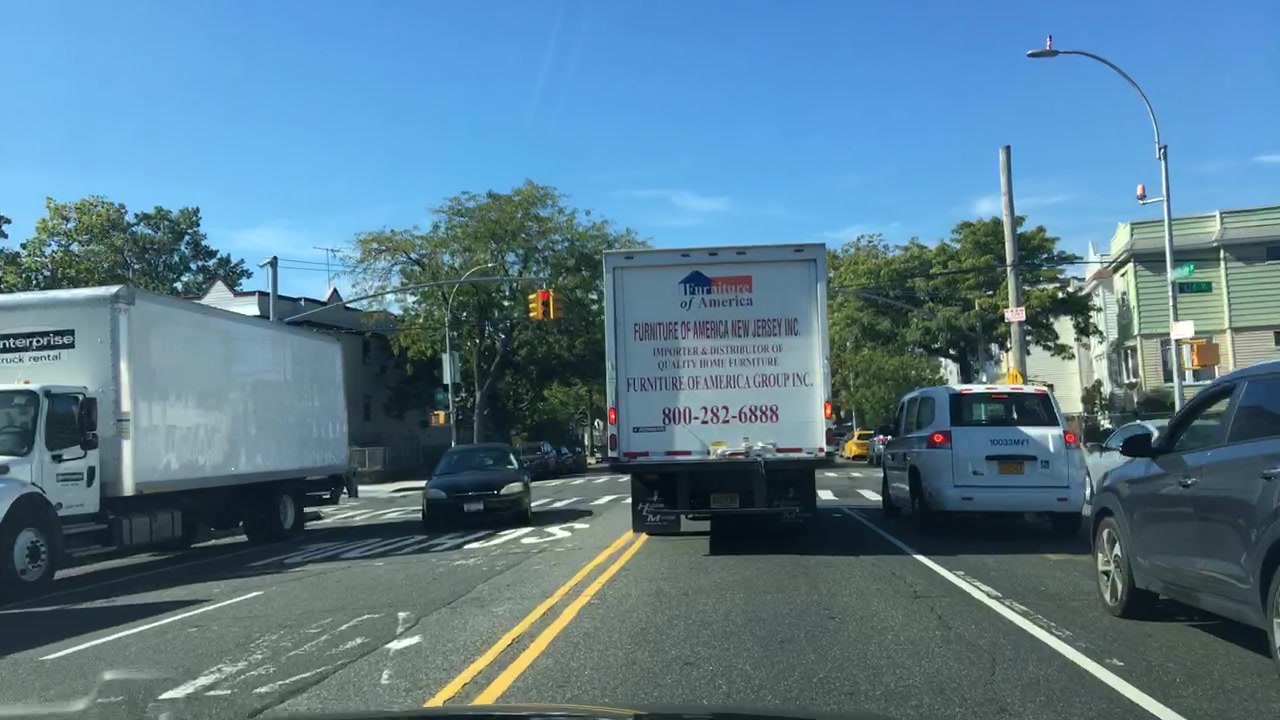 enterprise
truck rental
Furniture
of America
FURNITURE OF AMERICA NEW JERSEY INC.
IMPORTER & DISTRIBUTOR OF
QUALITY HOME FURNITURE
FURNITURE OF AMERICA GROUP INC.
800-282-6888
10033MV1